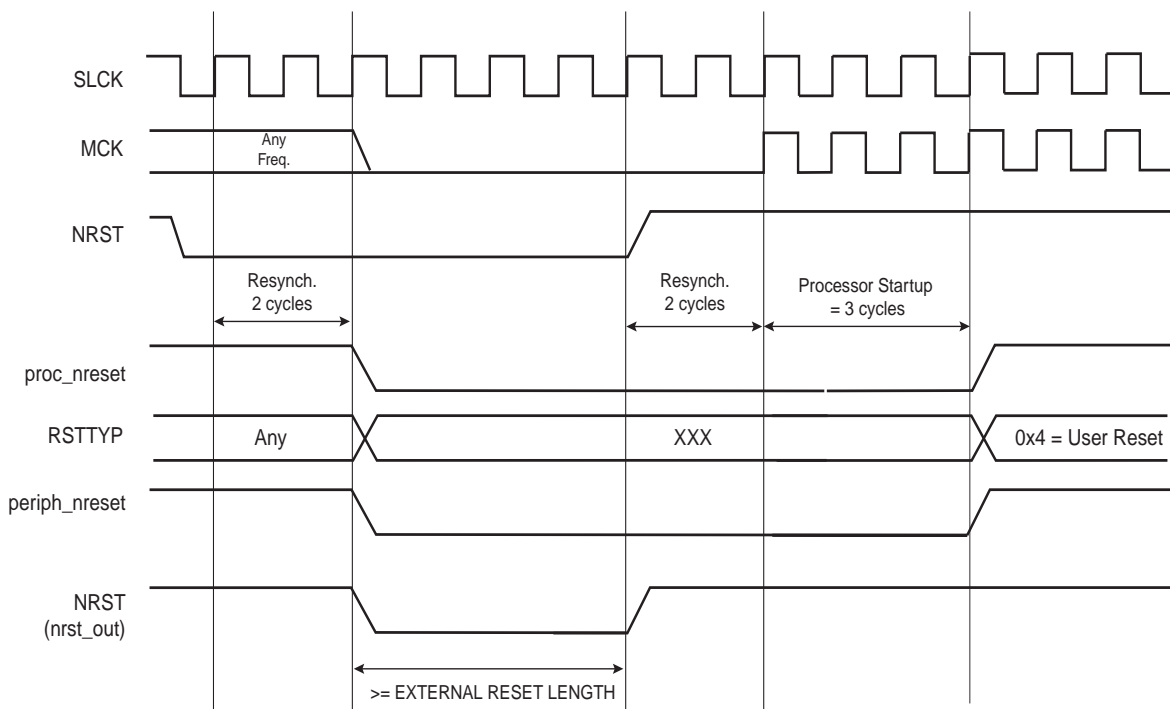 SLCK
MCK
Any
Freq.
NRST
Resynch.
2 cycles
Resynch.
2 cycles
Processor Startup
= 3 cycles
proc_nreset
RSTTYP
Any
XXX
0x4 = User Reset
periph_nreset
NRST
(nrst_out)
>= EXTERNAL RESET LENGTH